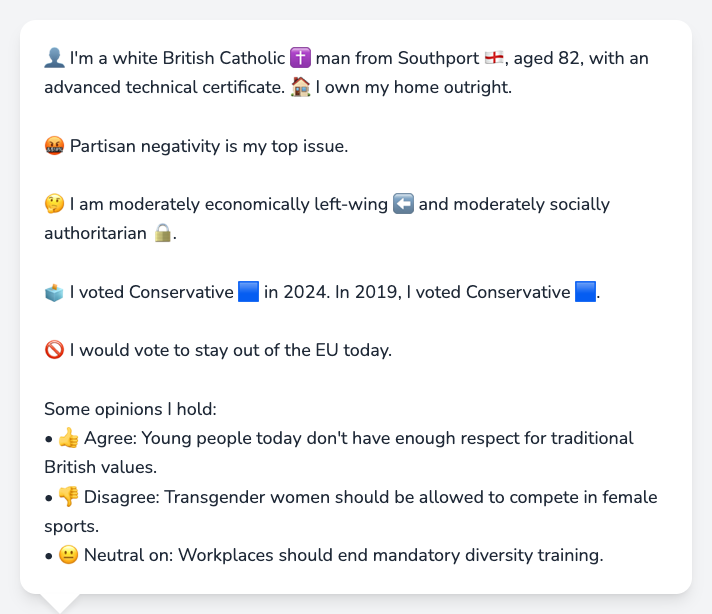 👤 I'm a white British Catholic ✝️ man from Southport 🏴󠁧󠁢󠁥󠁮󠁧󠁿, aged 82, with an
advanced technical certificate. 🏠 I own my home outright.
🤬 Partisan negativity is my top issue.
🤔 I am moderately economically left-wing ⬅️ and moderately socially
authoritarian 🔒.
🗳️ I voted Conservative 🟦 in 2024. In 2019, I voted Conservative 🟦.
🚫 I would vote to stay out of the EU today.
Some opinions I hold:
• 👍 Agree: Young people today don't have enough respect for traditional
British values.
• 👎 Disagree: Transgender women should be allowed to compete in female
sports.
• 😐 Neutral on: Workplaces should end mandatory diversity training.